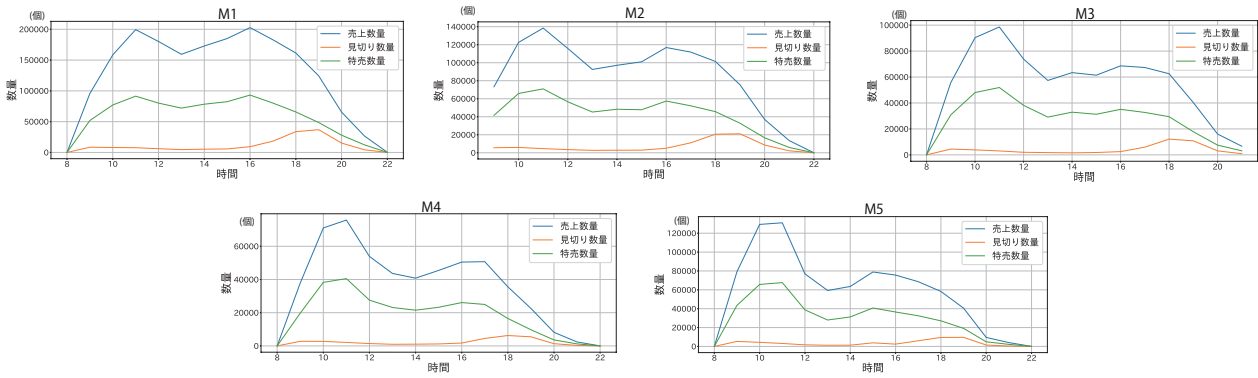 M1
(個)
200000
150000
100000
50000
0
数量
8 10 12 14 16 18 20 22
時間
売上数量
見切り数量
特売数量
M2
(個)
140000
120000
100000
80000
60000
40000
20000
0
数量
10 12 14 16 18 20 22
時間
売上数量
見切り数量
特売数量
M3
(個)
100000
80000
60000
40000
20000
0
数量
8 10 12 14 16 18 20
時間
売上数量
見切り数量
特売数量
M4
(個)
60000
40000
20000
0
数量
8 10 12 14 16 18 20 22
時間
売上数量
見切り数量
特売数量
M5
(個)
120000
100000
80000
60000
40000
20000
0
数量
8 10 12 14 16 18 20 22
時間
売上数量
見切り数量
特売数量